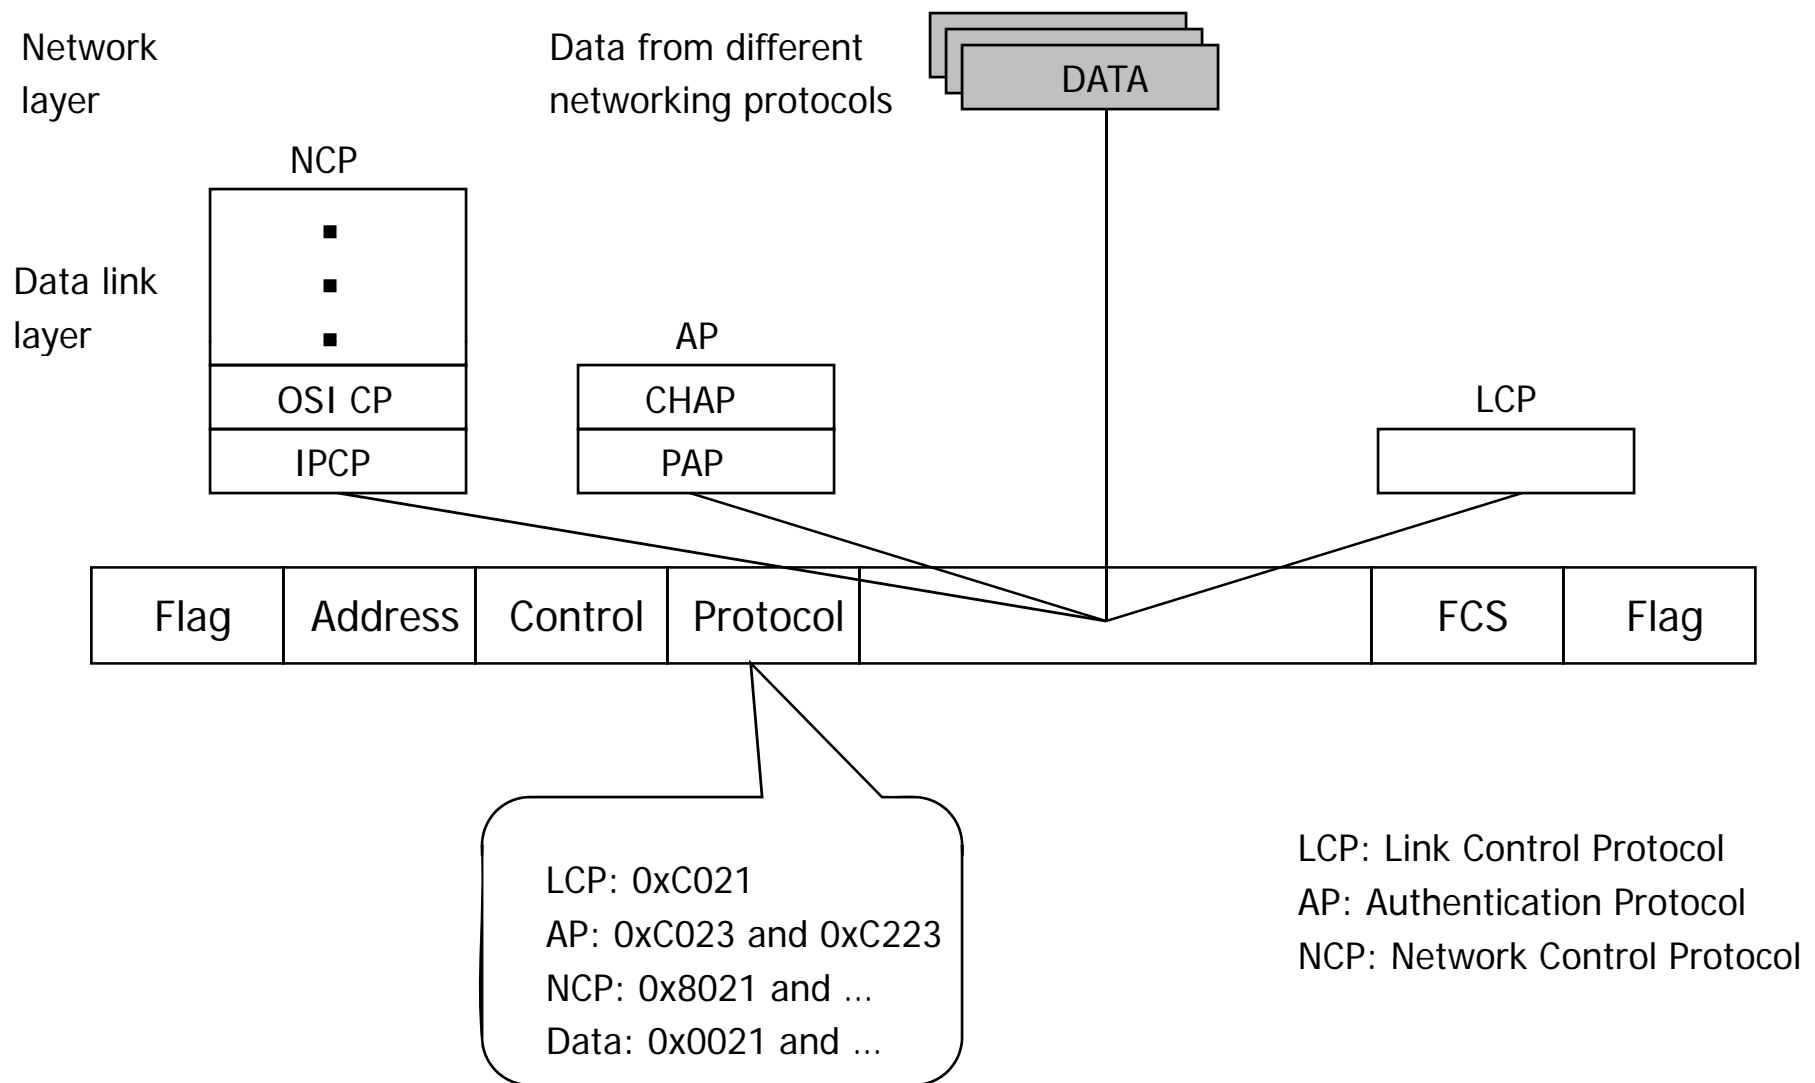 Network
layer
Data from different
networking protocols
DATA
NCP
Data link
layer
OSI CP
IPCP
AP
CHAP
PAP
LCP
Flag
Address
Control
Protocol
FCS
Flag
LCP: 0xC021
AP: 0xC023 and 0xC223
NCP: 0x8021 and ...
Data: 0x0021 and ...
LCP: Link Control Protocol
AP: Authentication Protocol
NCP: Network Control Protocol